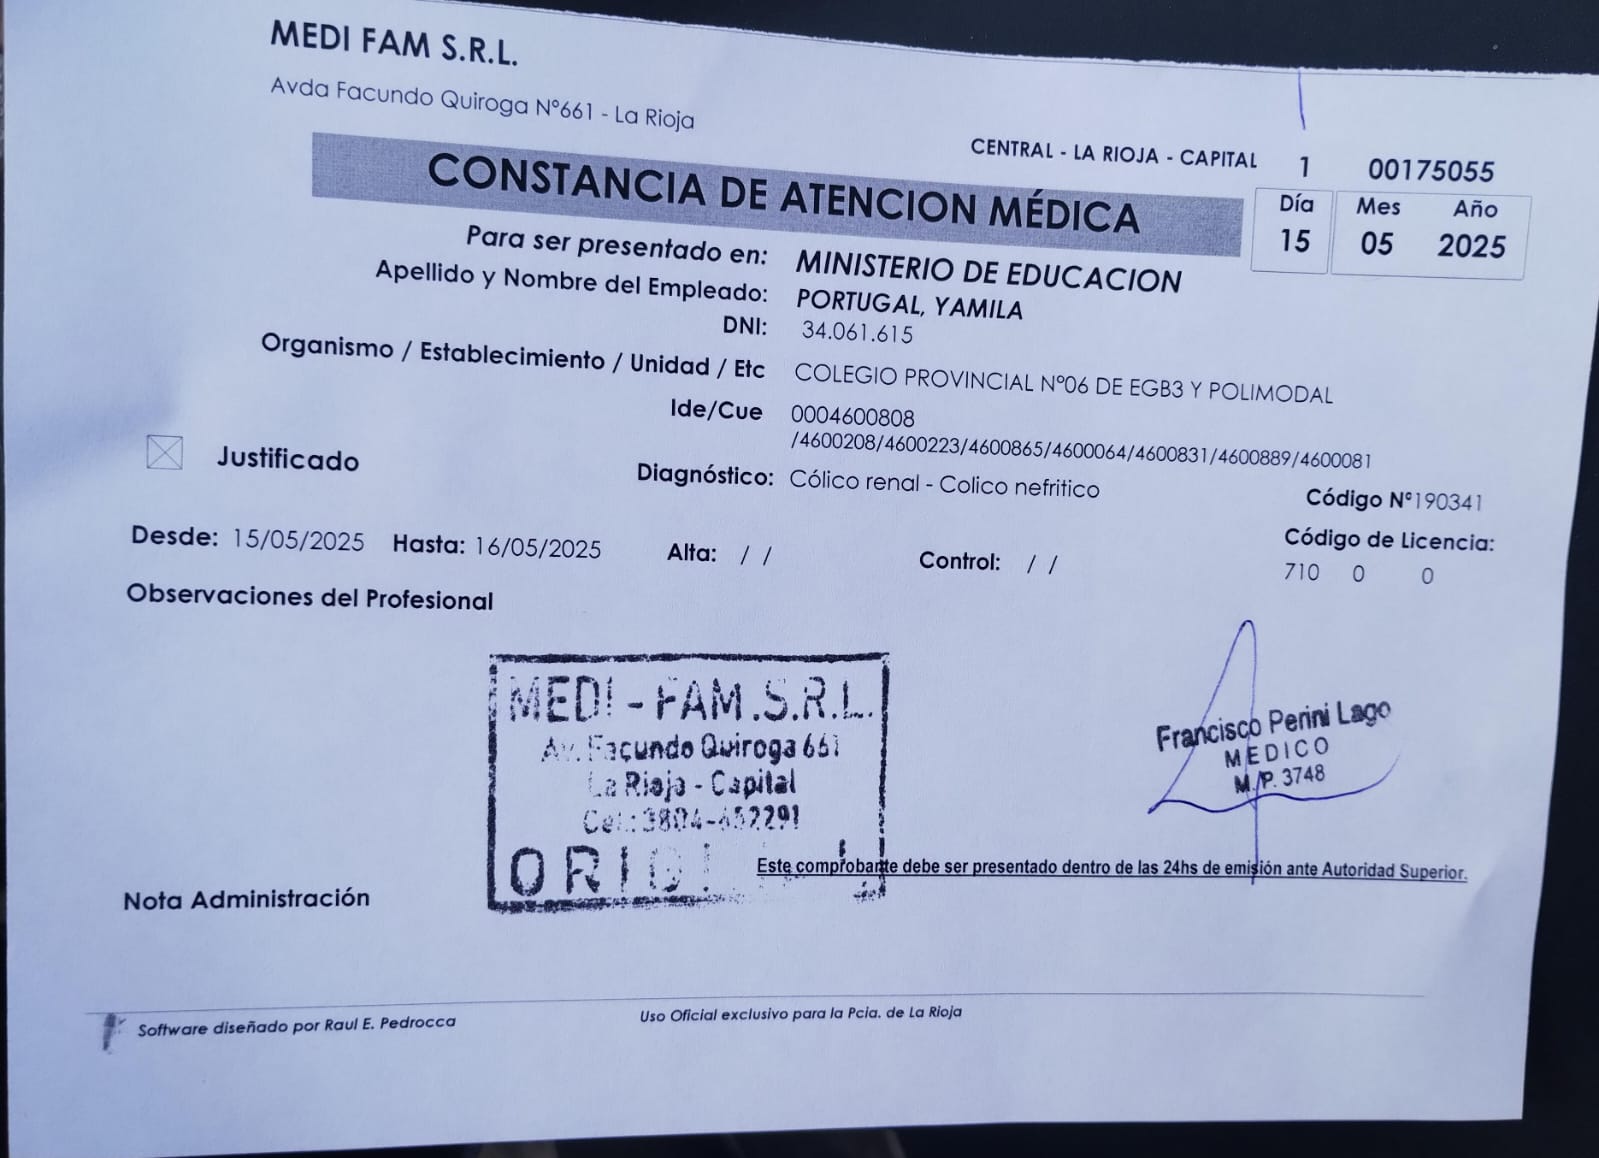 MEDI FAM S.R.L.
Avda Facundo Quiroga Nº661 - La Rioja
CENTRAL - LA RIOJA - CAPITAL 1 00175055
CONSTANCIA DE ATENCION MÉDICA
Día Mes Año
15 05 2025
Para ser presentado en: MINISTERIO DE EDUCACION
Apellido y Nombre del Empleado: PORTUGAL, YAMILA
DNI: 34.061.615
Organismo / Establecimiento / Unidad / Etc COLEGIO PROVINCIAL Nº06 DE EGB3 Y POLIMODAL
Ide/Cue 0004600808
/4600208/4600223/4600865/4600064/4600831/4600889/4600081
Justificado
Diagnóstico: Cólico renal - Colico nefritico
Código Nº190341
Desde: 15/05/2025 Hasta: 16/05/2025 Alta: / / Control: / /
Código de Licencia:
710 0 0
Observaciones del Profesional
MEDI-FAM.S.R.L.
Av. Facundo Quiroga 661
La Rioja - Capital
Cel.: 3804-652291
Francisco Perini Lago
MEDICO
M.P. 3748
Este comprobante debe ser presentado dentro de las 24hs de emisión ante Autoridad Superior.
Nota Administración
Software diseñado por Raul E. Pedrocca
Uso Oficial exclusivo para la Pcia. de La Rioja